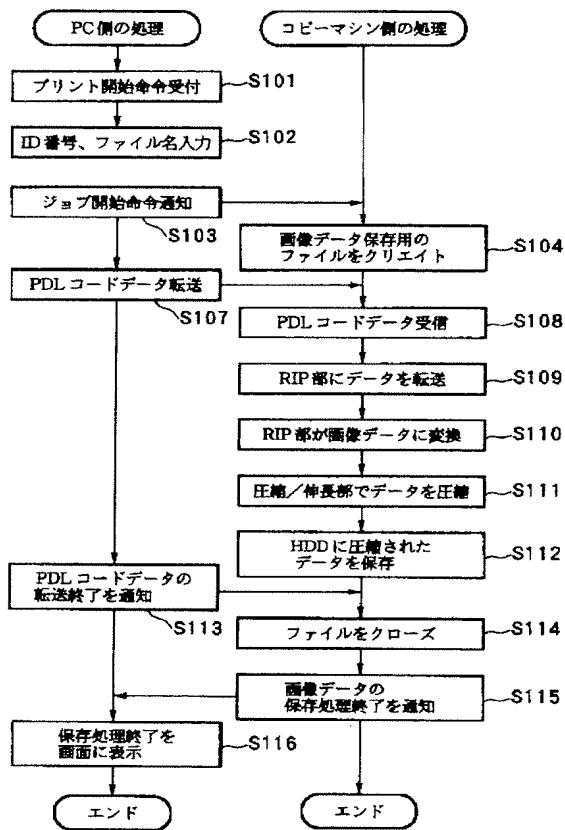 PC側の処理
コピーマシン側の処理
プリント開始命令受付
S101
ID番号、ファイル名入力
S102
ジョブ開始命令通知
S103
画像データ保存用の
ファイルをクリエイト
S104
PDLコードデータ転送
S107
PDLコードデータ受信
S108
RIP部にデータを転送
S109
RIP部が画像データに変換
S110
圧縮/伸長部でデータを圧縮
S111
HDDに圧縮された
データを保存
S112
PDLコードデータの
転送終了を通知
S113
ファイルをクローズ
S114
画像データの
保存処理終了を通知
S115
保存処理終了を
画面に表示
S116
エンド
エンド